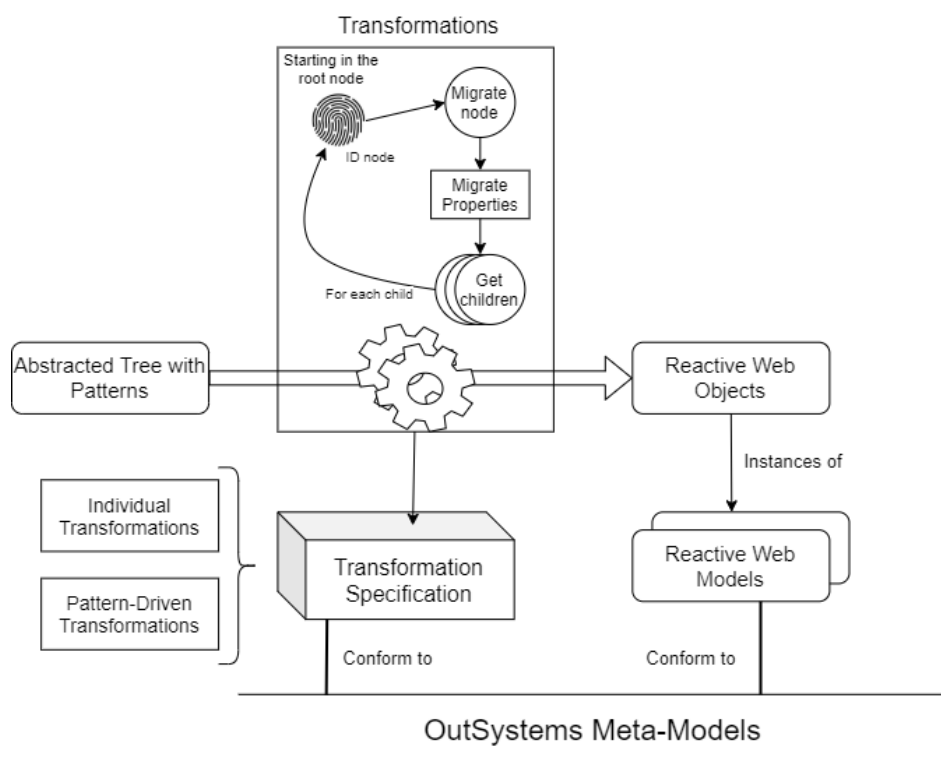 Transformations
Starting in the
root node
Migrate
node
ID node
Migrate
Properties
Get
children
For each child
Abstracted Tree with
Patterns
Reactive Web
Objects
Instances of
Individual
Transformations
Pattern-Driven
Transformations
Transformation
Specification
Reactive Web
Models
Conform to
Conform to
OutSystems Meta-Models